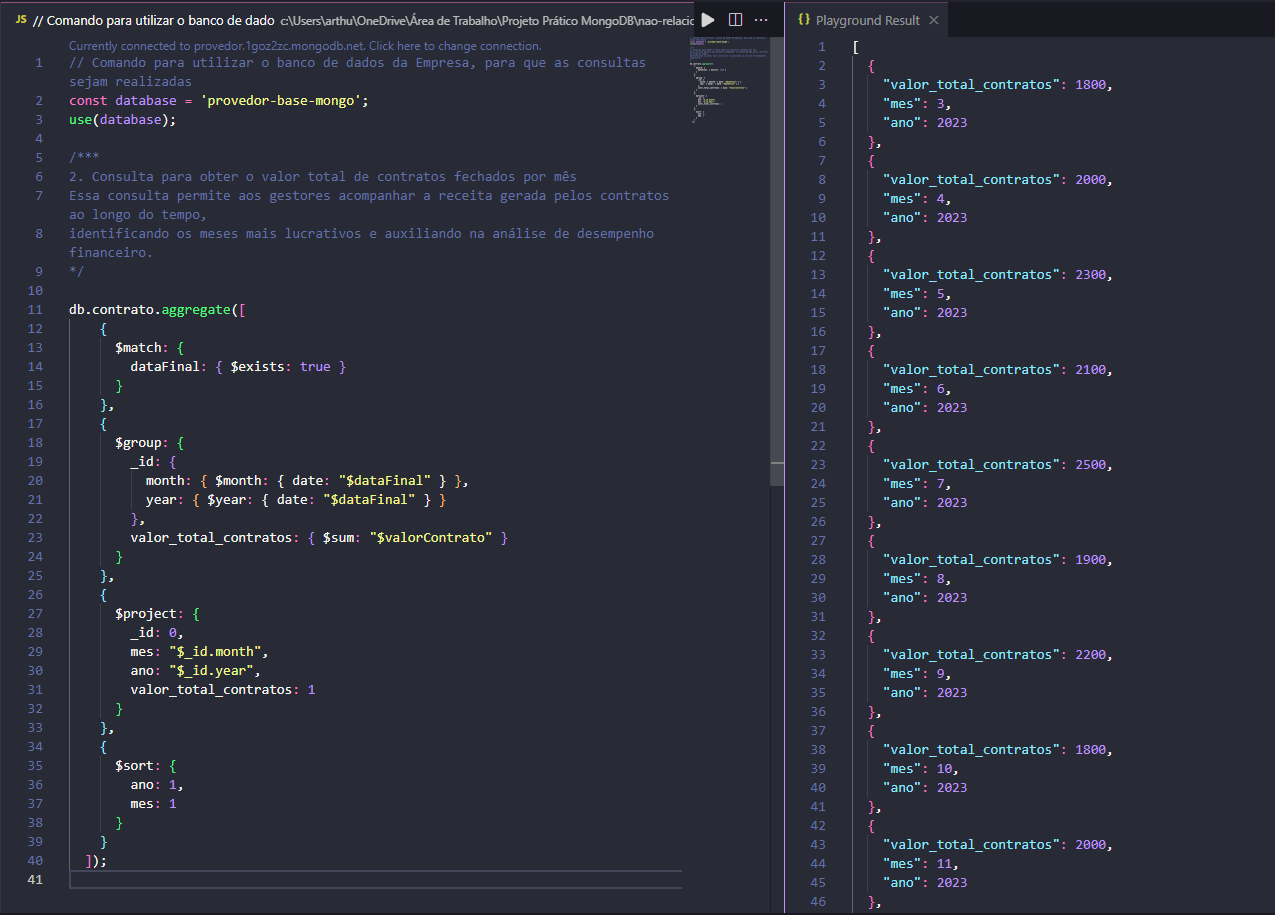 JS // Comando para utilizar o banco de dado c:\Users\arthu\OneDrive\Área de Trabalho\Projeto Prático MongoDB\nao-relacio
Currently connected to provedor.1goz2zc.mongodb.net. Click here to change connection.
1 // Comando para utilizar o banco de dados da Empresa, para que as consultas
sejam realizadas
2 const database = 'provedor-base-mongo';
3 use(database);
4
5 /***
6 2. Consulta para obter o valor total de contratos fechados por mês
7 Essa consulta permite aos gestores acompanhar a receita gerada pelos contratos
ao longo do tempo,
8 identificando os meses mais lucrativos e auxiliando na análise de desempenho
financeiro.
9 */
10
11 db.contrato.aggregate([
12 {
13 $match: {
14 dataFinal: { $exists: true }
15 }
16 },
17 {
18 $group: {
19 _id: {
20 month: { $month: { date: "$dataFinal" } },
21 year: { $year: { date: "$dataFinal" } }
22 },
23 valor_total_contratos: { $sum: "$valorContrato" }
24 }
25 },
26 {
27 $project: {
28 _id: 0,
29 mes: "$_id.month",
30 ano: "$_id.year",
31 valor_total_contratos: 1
32 }
33 },
34 {
35 $sort: {
36 ano: 1,
37 mes: 1
38 }
39 }
40 ]);
41
{} Playground Result ×
1 [
2 {
3 "valor_total_contratos": 1800,
4 "mes": 3,
5 "ano": 2023
6 },
7 {
8 "valor_total_contratos": 2000,
9 "mes": 4,
10 "ano": 2023
11 },
12 {
13 "valor_total_contratos": 2300,
14 "mes": 5,
15 "ano": 2023
16 },
17 {
18 "valor_total_contratos": 2100,
19 "mes": 6,
20 "ano": 2023
21 },
22 {
23 "valor_total_contratos": 2500,
24 "mes": 7,
25 "ano": 2023
26 },
27 {
28 "valor_total_contratos": 1900,
29 "mes": 8,
30 "ano": 2023
31 },
32 {
33 "valor_total_contratos": 2200,
34 "mes": 9,
35 "ano": 2023
36 },
37 {
38 "valor_total_contratos": 1800,
39 "mes": 10,
40 "ano": 2023
41 },
42 {
43 "valor_total_contratos": 2000,
44 "mes": 11,
45 "ano": 2023
46 },